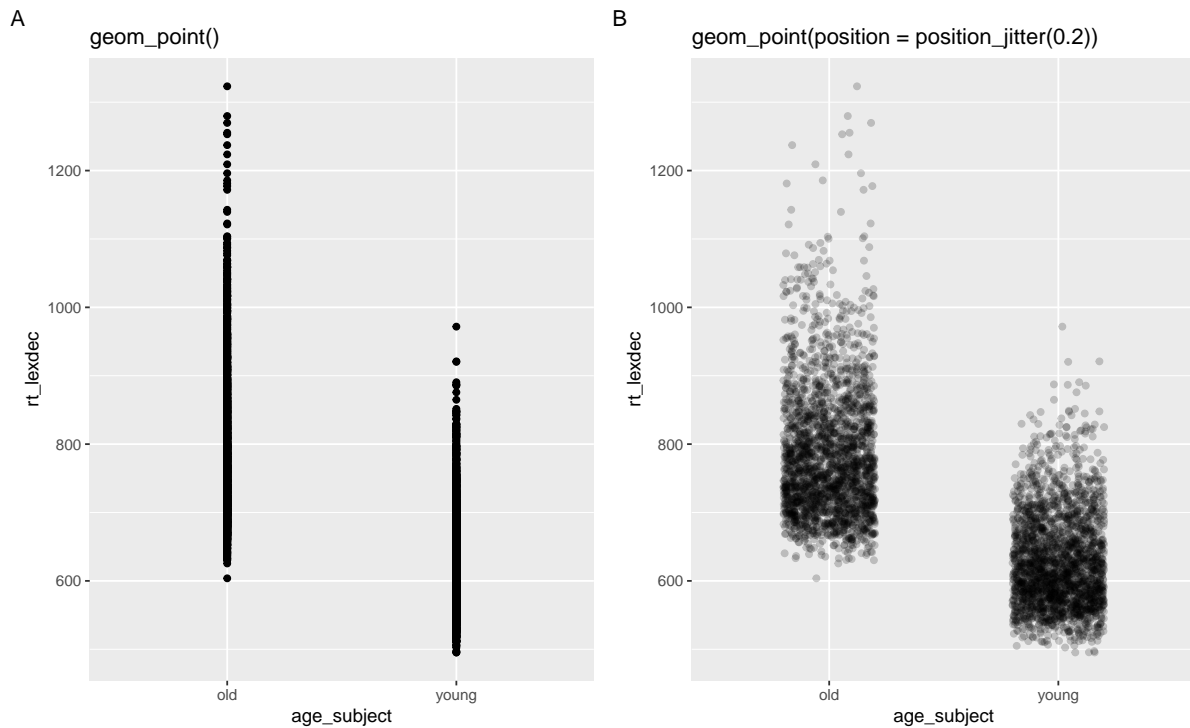 A
geom_point()
1200
1000
800
600
rt_lexdec
old
young
age_subject
B
geom_point(position = position_jitter(0.2))
1200
1000
800
600
rt_lexdec
old
young
age_subject